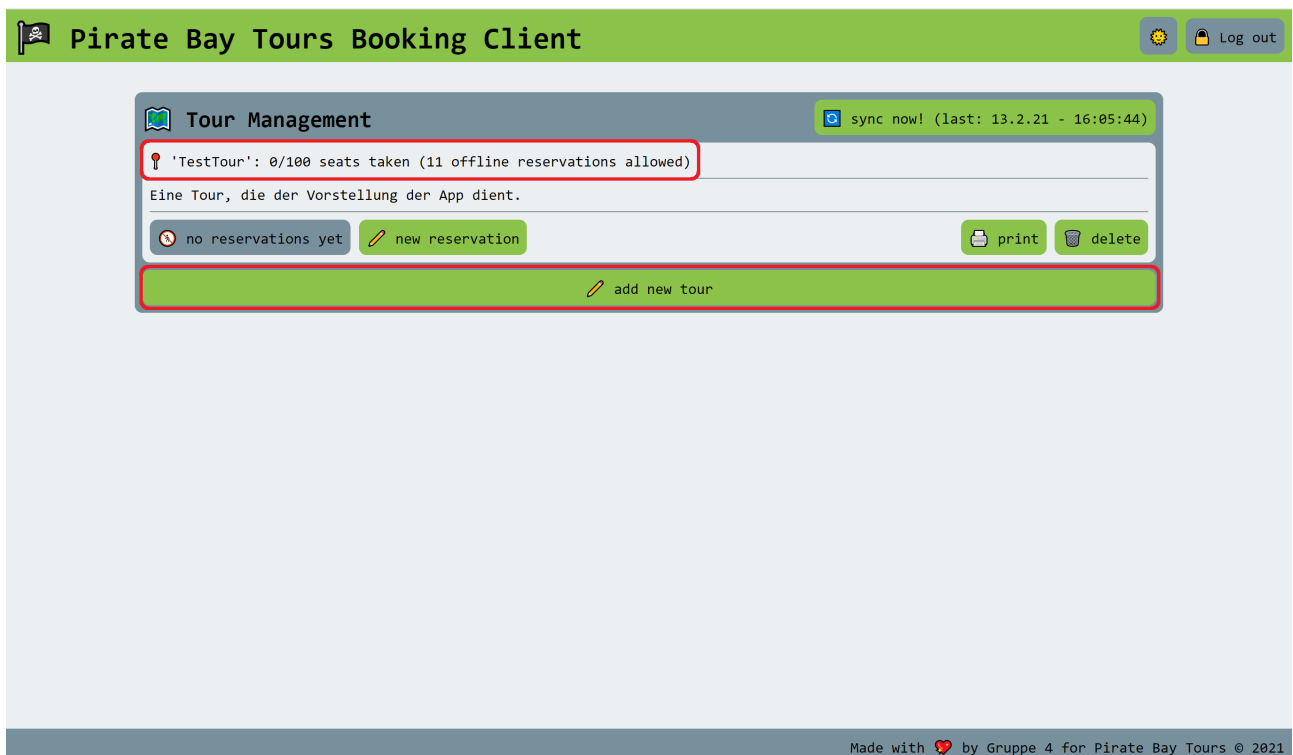 Pirate Bay Tours Booking Client
Log out
Tour Management
sync now! (last: 13.2.21 - 16:05:44)
'TestTour': 0/100 seats taken (11 offline reservations allowed)
Eine Tour, die der Vorstellung der App dient.
no reservations yet
new reservation
print
delete
add new tour
Made with 💖 by Gruppe 4 for Pirate Bay Tours © 2021